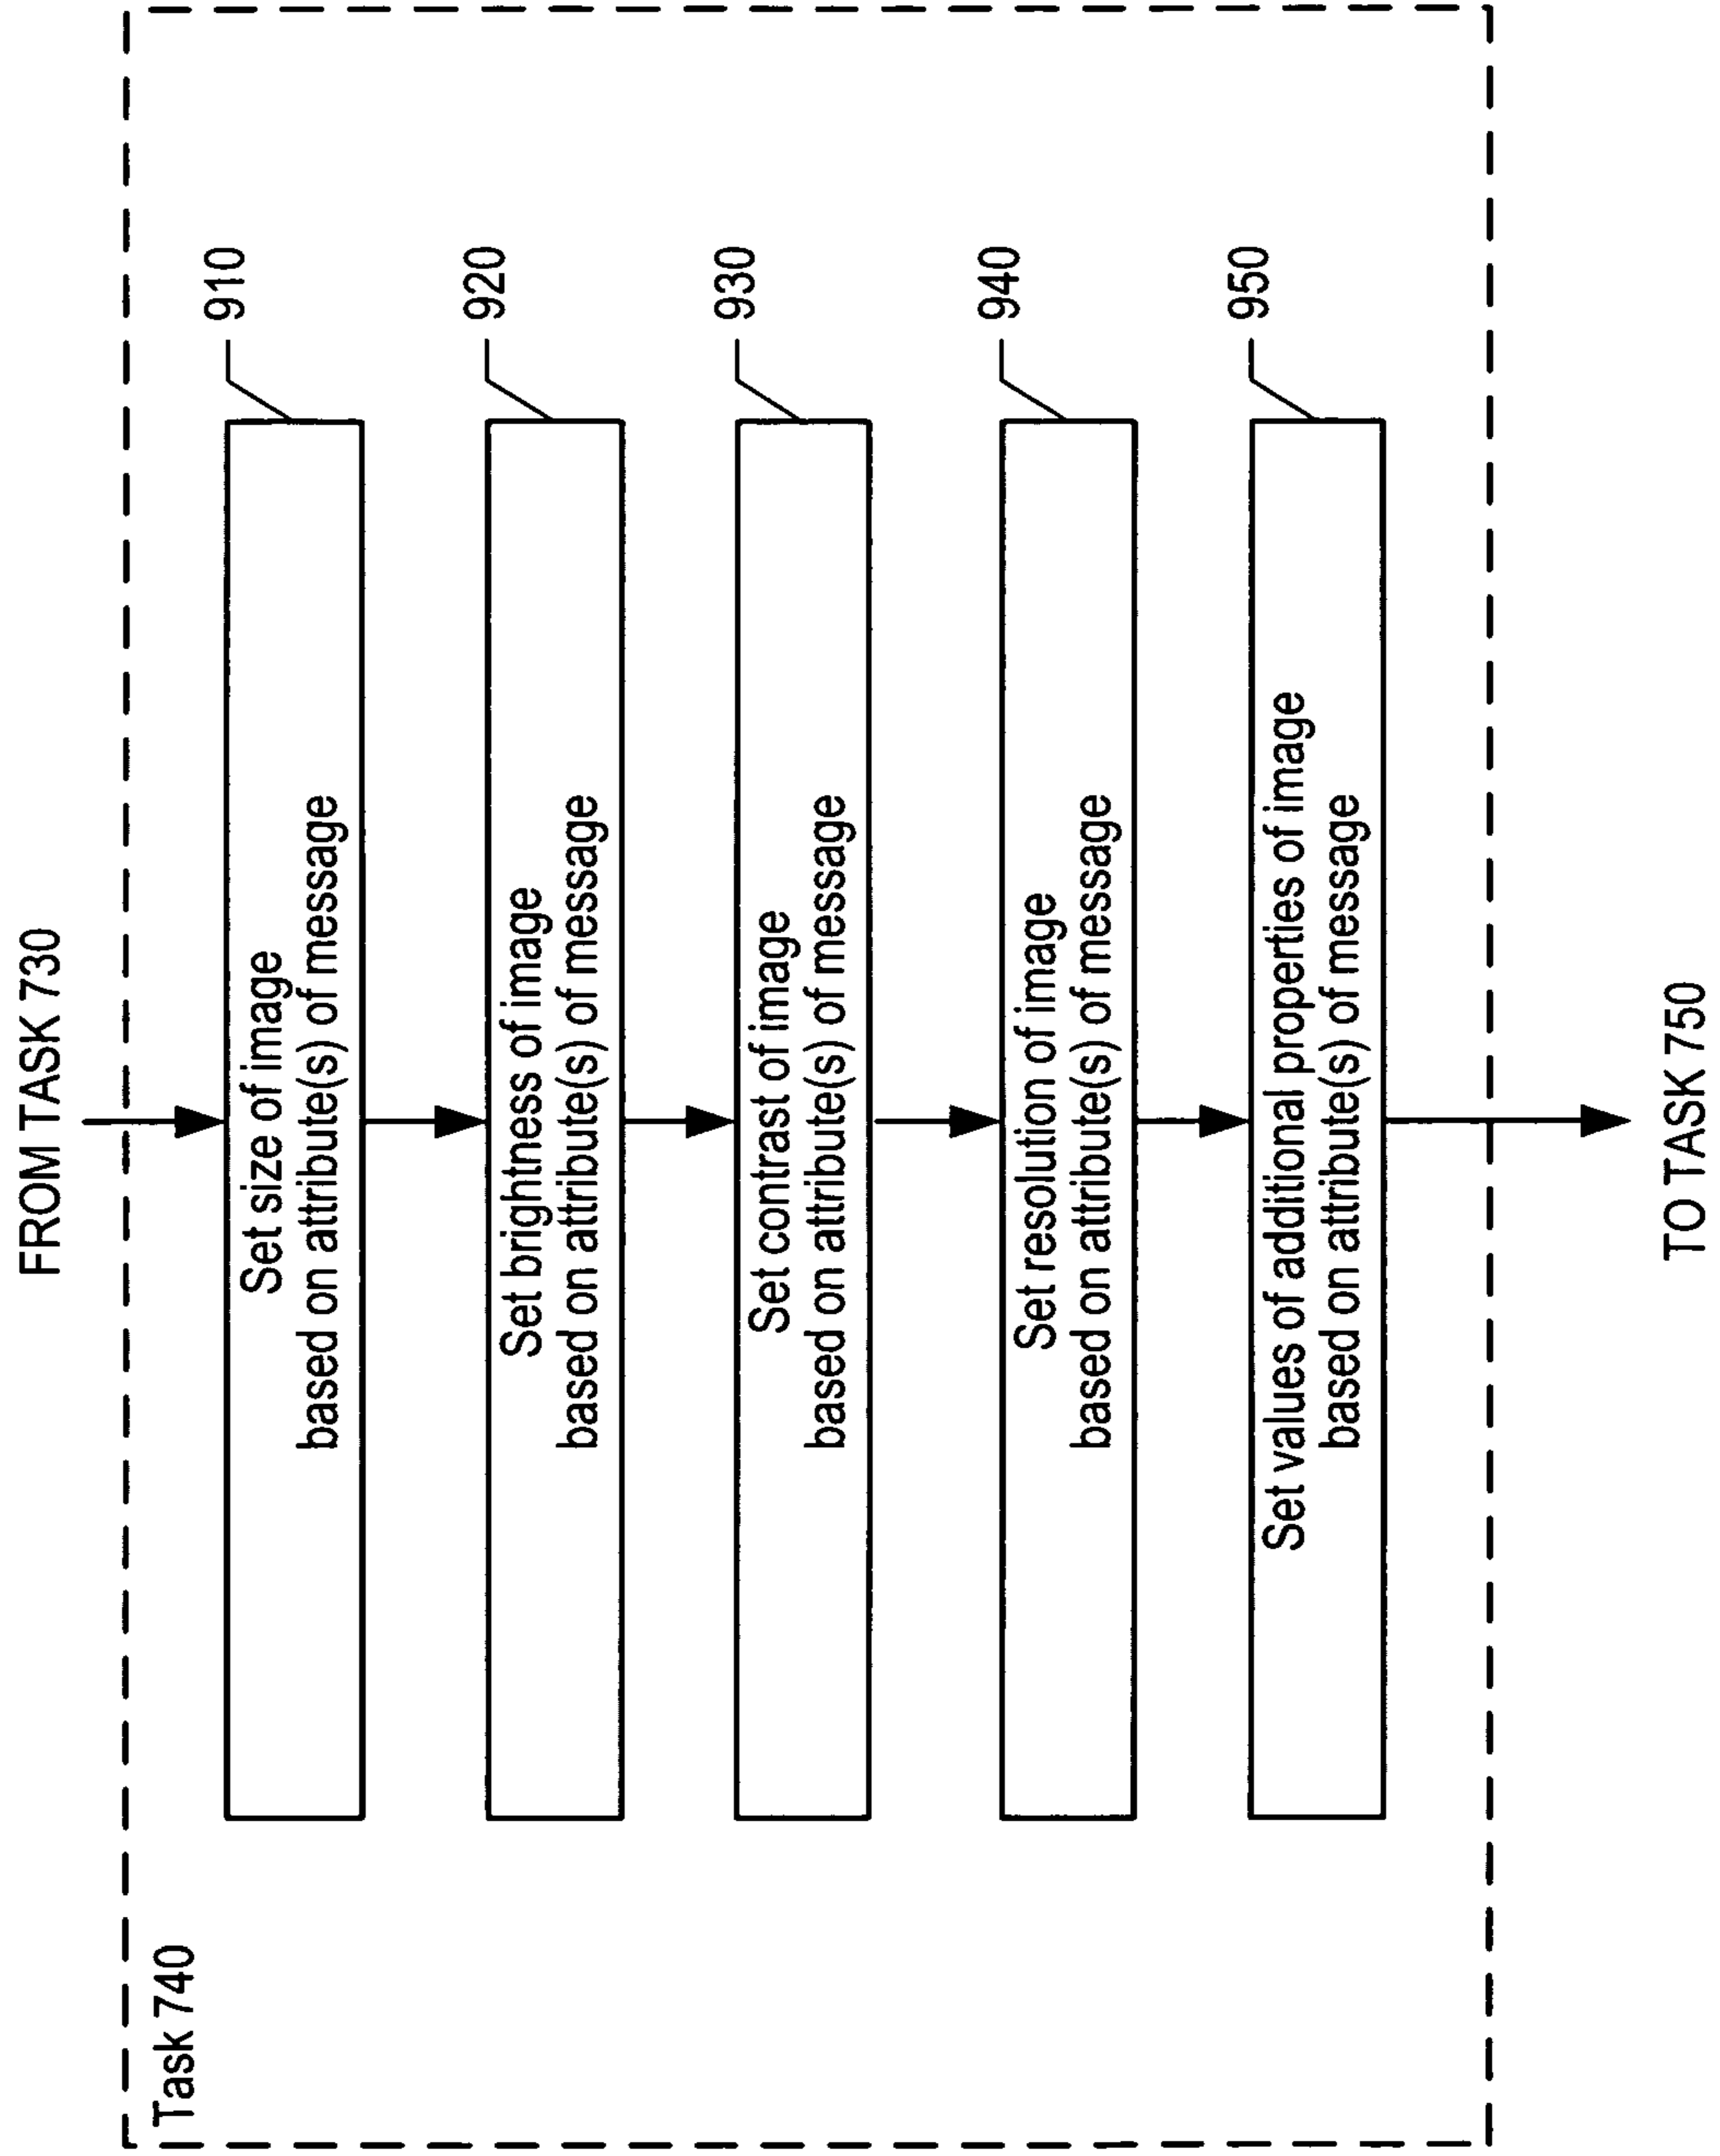 FROM TASK 730
Task 740
910
Set size of image
based on attribute(s) of message
920
Set brightness of image
based on attribute(s) of message
930
Set contrast of image
based on attribute(s) of message
940
Set resolution of image
based on attribute(s) of message
950
Set values of additional properties of image
based on attribute(s) of message
TO TASK 750